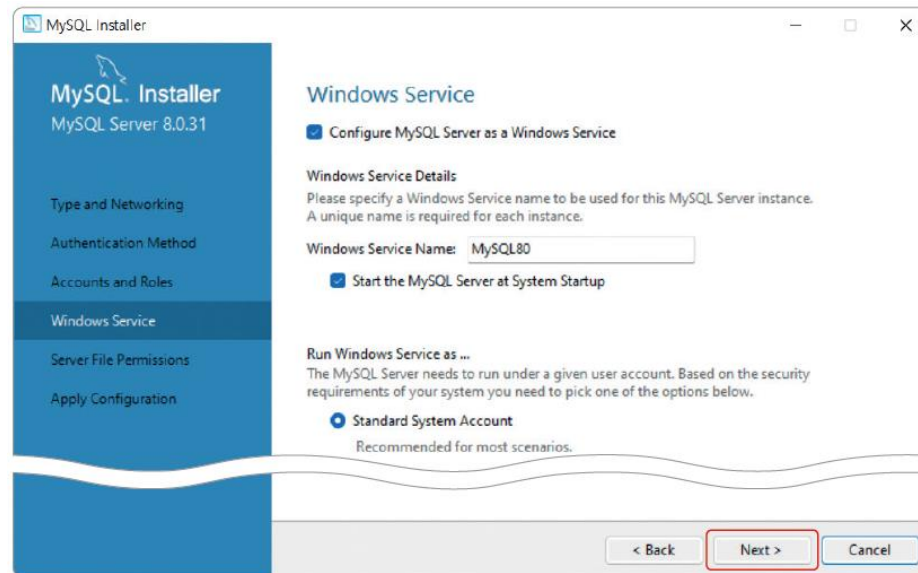 MySQL Installer
MySQL. Installer
MySQL Server 8.0.31
Type and Networking
Authentication Method
Accounts and Roles
Windows Service
Server File Permissions
Apply Configuration
Windows Service
Configure MySQL Server as a Windows Service
Windows Service Details
Please specify a Windows Service name to be used for this MySQL Server instance.
A unique name is required for each instance.
Windows Service Name: MySQL80
Start the MySQL Server at System Startup
Run Windows Service as ...
The MySQL Server needs to run under a given user account. Based on the security
requirements of your system you need to pick one of the options below.
Standard System Account
Recommended for most scenarios.
< Back Next > Cancel